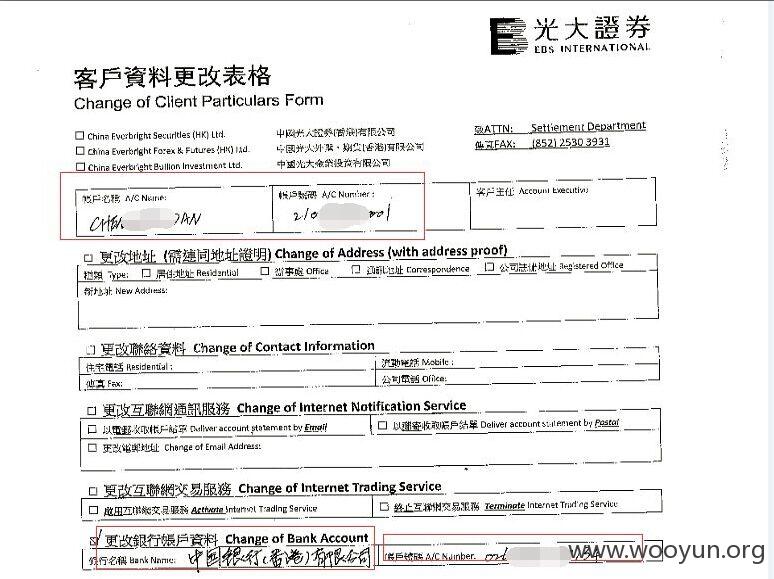 光大證券
EBS INTERNATIONAL
客戶資料更改表格
Change of Client Particulars Form
China Everbright Securities (HK) Ltd. 中國光大證券(香港)有限公司
China Everbright Forex & Futures (HK) Ltd. 中國光大外匯、期貨(香港)有限公司
China Everbright Bullion Investment Ltd. 中國光大金業投資有限公司
致ATTN: Settlement Department
傳真FAX: (852) 2530 3931
帳戶名稱 A/C Name: 帳戶號碼 A/C Number: 客戶主任 Account Executive
更改地址 (需連同地址證明) Change of Address (with address proof)
種類 Type: 居住地址 Residential 辦事處 Office 通訊地址 Correspondence 公司註冊地址 Registered Office
新地址 New Address:
更改聯絡資料 Change of Contact Information
住宅電話 Residential : 流動電話 Mobile :
傳真 Fax: 公司電話 Office:
更改互聯網通訊服務 Change of Internet Notification Service
以電郵收取帳戶結單 Deliver account statement by Email 以郵寄收取帳戶結單 Deliver account statement by Postal
更改電郵地址 Change of Email Address:
更改互聯網交易服務 Change of Internet Trading Service
啟用互聯網交易服務 Activate Internet Trading Service 終止互聯網交易服務 Terminate Internet Trading Service
更改銀行帳戶資料 Change of Bank Account
銀行名稱 Bank Name: 中国銀行(香港)有限公司 帳戶號碼 A/C Number.
www.wooyun.org